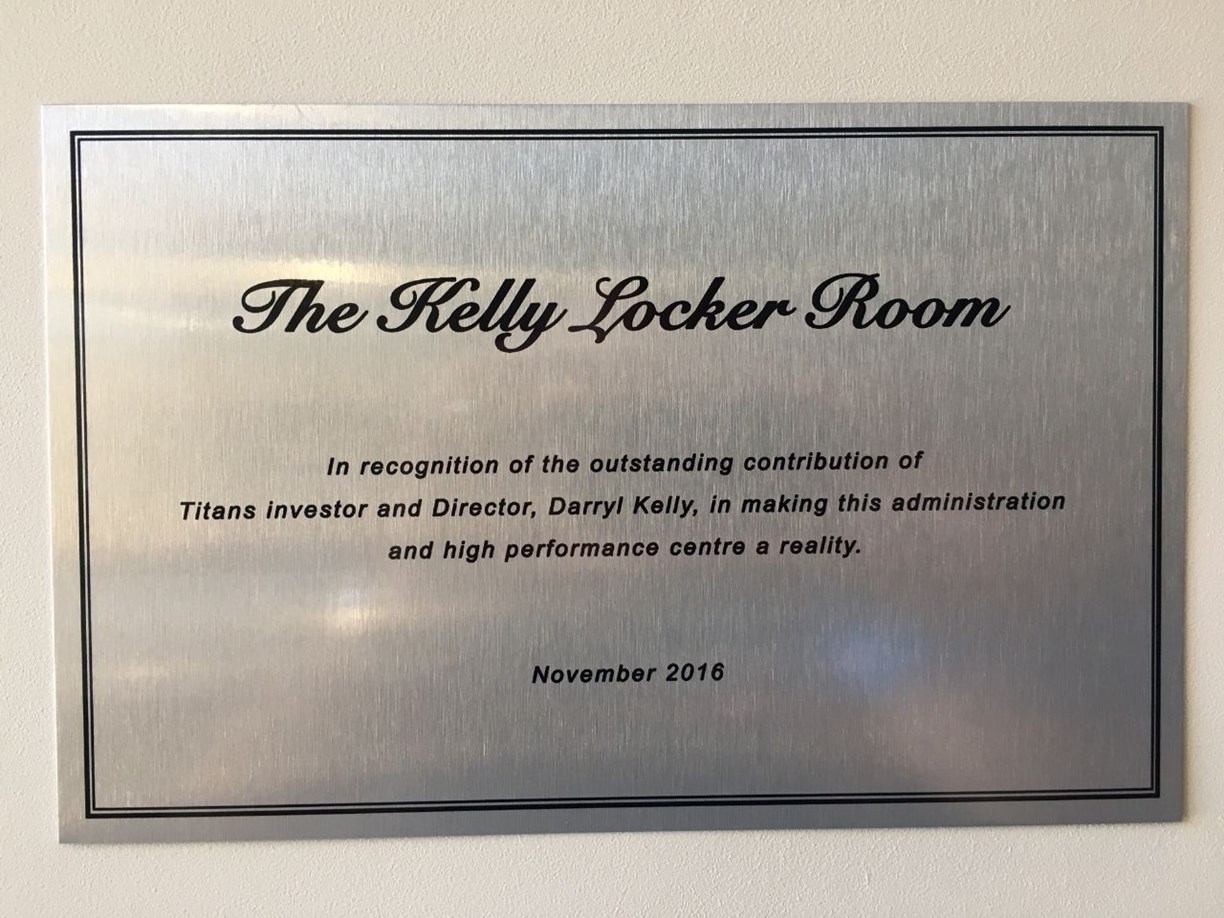 The Kelly Locker Room
In recognition of the outstanding contribution of
Titans investor and Director, Darryl Kelly, in making this administration
and high performance centre a reality.
November 2016